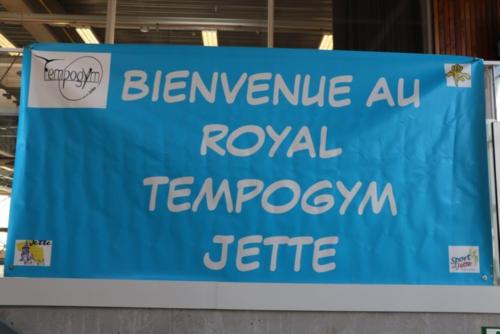 Tempogym
BIENVENUE AU
ROYAL
TEMPOGYM
JETTE
Jette
Sport
Jette